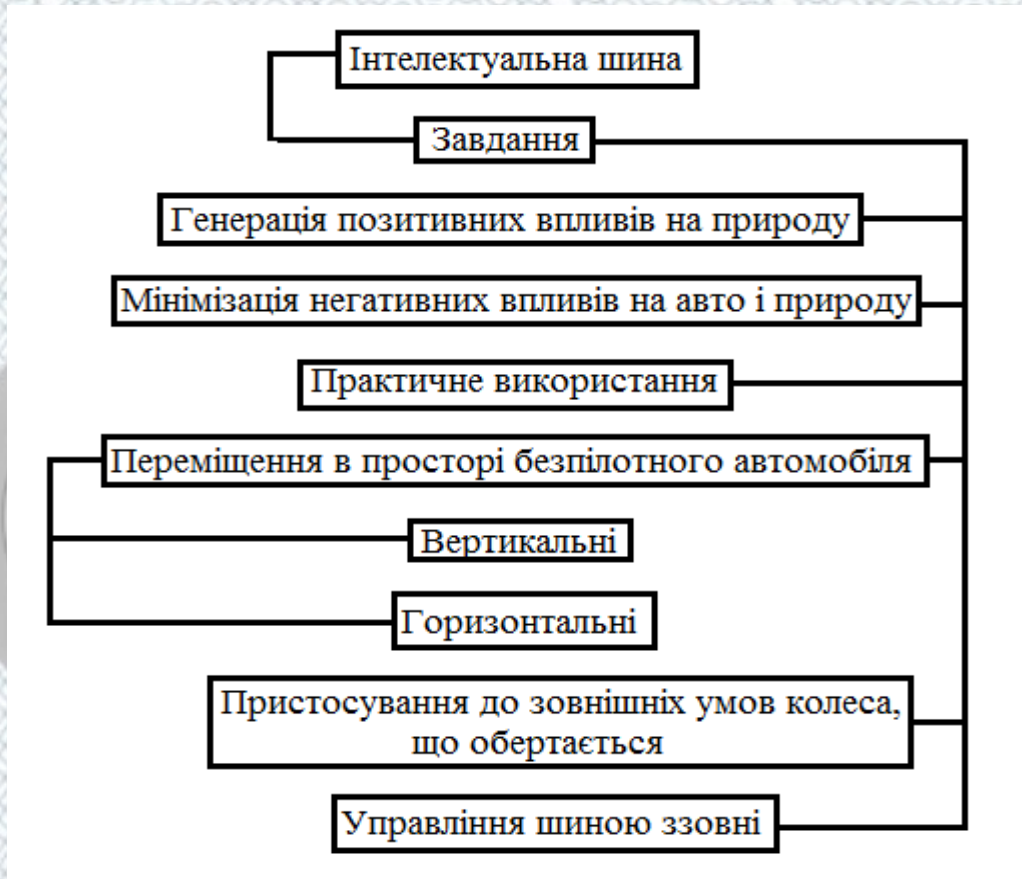 Інтелектуальна шина
Завдання
Генерація позитивних впливів на природу
Мінімізація негативних впливів на авто і природу
Практичне використання
Переміщення в просторі безпілотного автомобіля
Вертикальні
Горизонтальні
Пристосування до зовнішніх умов колеса,
що обертається
Управління шиною ззовні